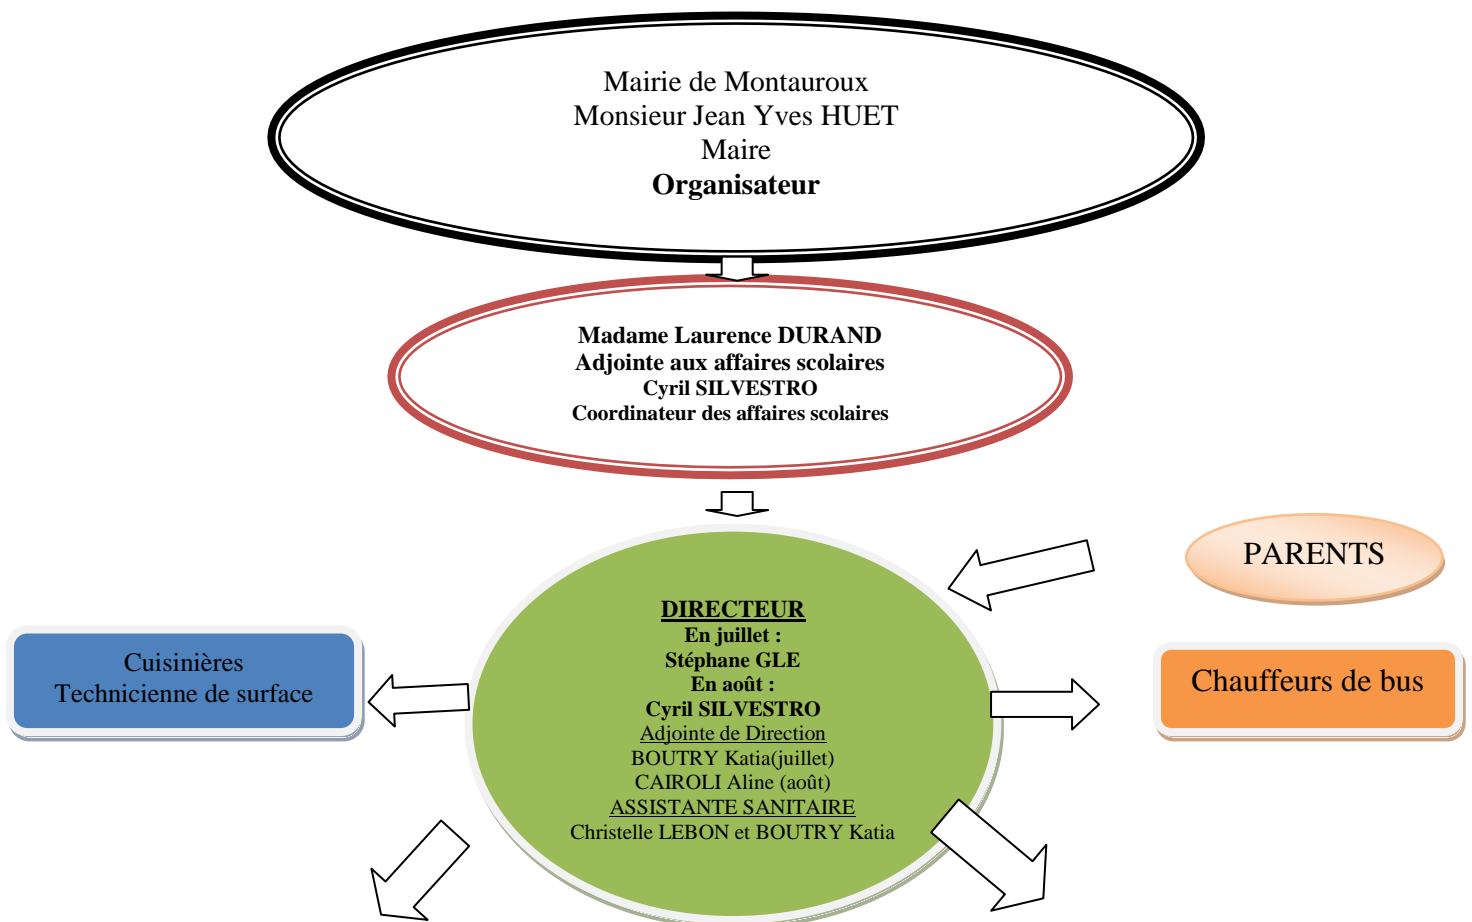 Mairie de Montauroux
Monsieur Jean Yves HUET
Maire
Organisateur
Madame Laurence DURAND
Adjointe aux affaires scolaires
Cyril SILVESTRO
Coordinateur des affaires scolaires
PARENTS
DIRECTEUR
En juillet :
Stéphane GLE
En août :
Cyril SILVESTRO
Adjointe de Direction
BOUTRY Katia(juillet)
CAIROLI Aline (août)
ASSISTANTE SANITAIRE
Christelle LEBON et BOUTRY Katia
Cuisinières
Technicienne de surface
Chauffeurs de bus